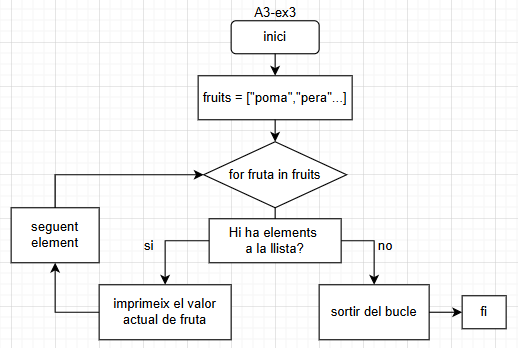 A3-ex3
inici
fruits = ["poma","pera"...]
for fruta in fruits
seguent
element
Hi ha elements
a la llista?
si
no
imprimeix el valor
actual de fruta
sortir del bucle
fi